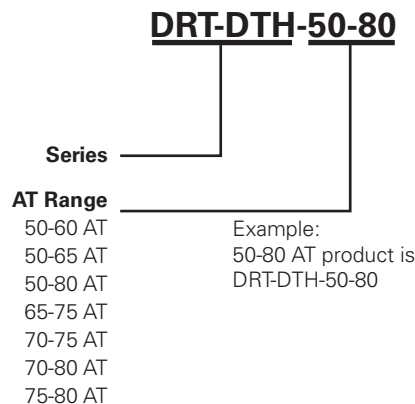 DRT-DTH-50-80
Series
AT Range
50-60 AT
50-65 AT
50-80 AT
65-75 AT
70-75 AT
70-80 AT
75-80 AT
Example:
50-80 AT product is
DRT-DTH-50-80